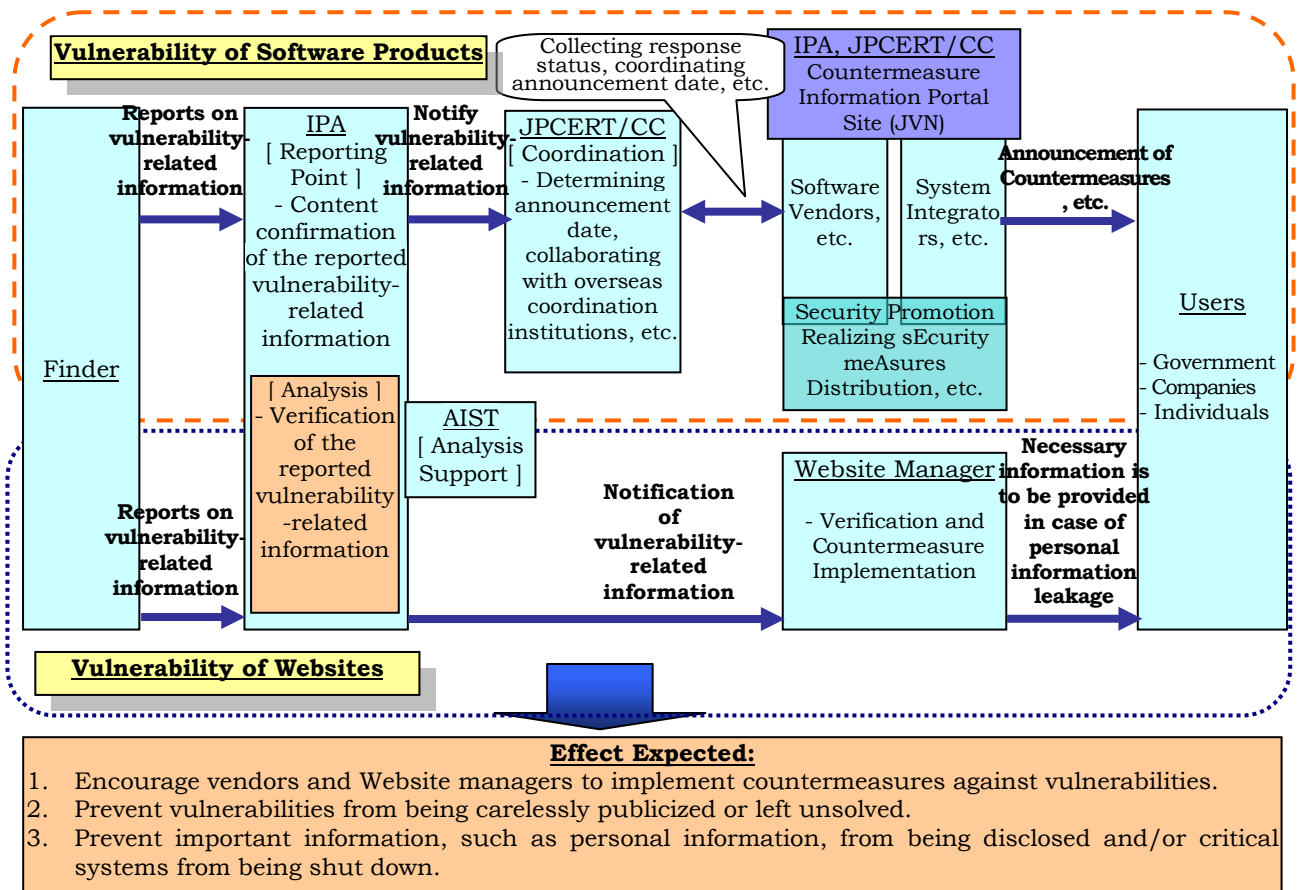 Vulnerability of Software Products
Collecting response
status, coordinating
announcement date, etc.
IPA, JPCERT/CC
Countermeasure
Information Portal
Site (JVN)
Finder
Reports on
vulnerability-
related
information
IPA
[ Reporting
Point ]
- Content
confirmation
of the reported
vulnerability-
related
information
[ Analysis ]
- Verification
of the
reported
vulnerability
-related
information
Notify
vulnerability-
related
information
JPCERT/CC
[ Coordination ]
- Determining
announcement
date,
collaborating
with overseas
coordination
institutions, etc.
Software
Vendors,
etc.
System
Integrato
rs, etc.
Security Promotion
Realizing sEcurity
meAsures
Distribution, etc.
Announcement of
Countermeasures
, etc.
Users
- Government
- Companies
- Individuals
AIST
[ Analysis
Support ]
Reports on
vulnerability-
related
information
Notification
of
vulnerability-
related
information
Website Manager
- Verification and
Countermeasure
Implementation
Necessary
information is
to be provided
in case of
personal
information
leakage
Vulnerability of Websites
Effect Expected:
1. Encourage vendors and Website managers to implement countermeasures against vulnerabilities.
2. Prevent vulnerabilities from being carelessly publicized or left unsolved.
3. Prevent important information, such as personal information, from being disclosed and/or critical
systems from being shut down.